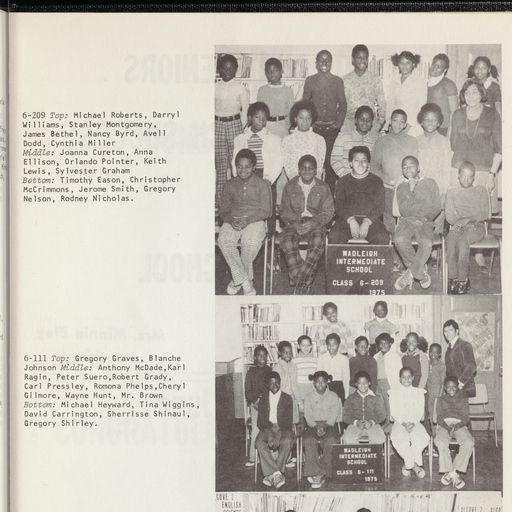 6-209 Top: Michael Roberts, Darryl
Williams, Stanley Montgomery,
James Bethel, Nancy Byrd, Avell
Dodd, Cynthia Miller
Middle: Joanna Cureton, Anna
Ellison, Orlando Pointer, Keith
Lewis, Sylvester Graham
Bottom: Timothy Eason, Christopher
McCrimmons, Jerome Smith, Gregory
Nelson, Rodney Nicholas.
WADLEIGH
INTERMEDIATE
SCHOOL
CLASS 6-209
1975
6-111 Top: Gregory Graves, Blanche
Johnson Middle: Anthony McDade,Karl
Ragin, Peter Suero,Robert Grady,
Carl Pressley, Romona Phelps,Cheryl
Gilmore, Wayne Hunt, Mr. Brown
Bottom: Michael Heyward, Tina Wiggins,
David Carrington, Sherrisse Shinaul,
Gregory Shirley.
WADLEIGH
INTERMEDIATE
SCHOOL
CLASS 6-111
1975
ENGLISH